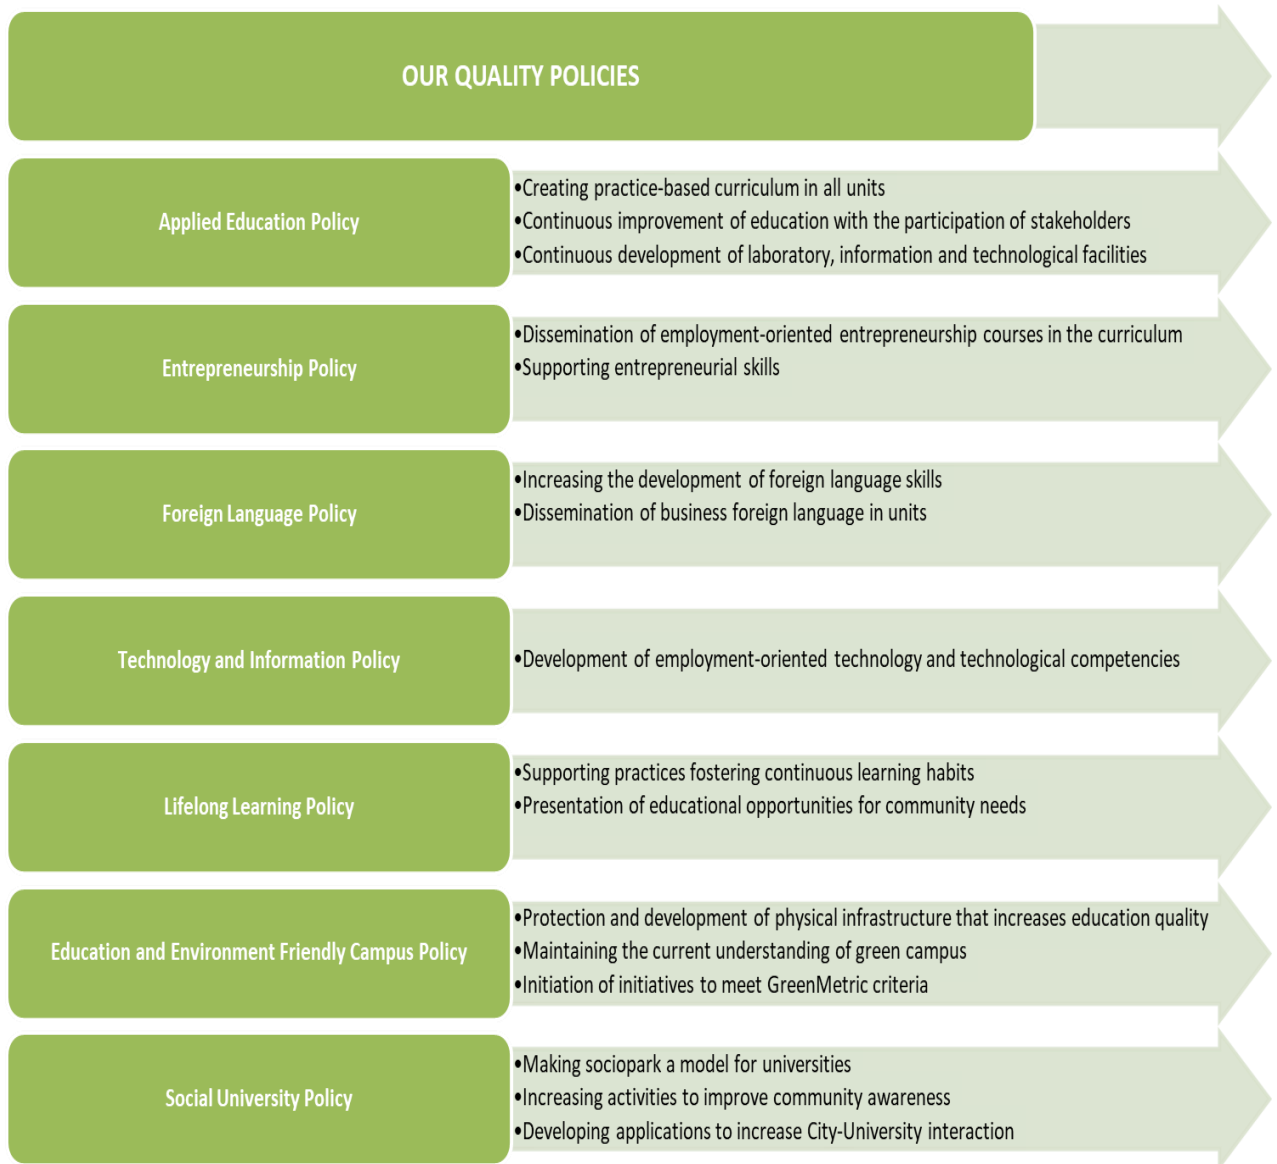 OUR QUALITY POLICIES
Applied Education Policy
•Creating practice-based curriculum in all units
•Continuous improvement of education with the participation of stakeholders
•Continuous development of laboratory, information and technological facilities
Entrepreneurship Policy
•Dissemination of employment-oriented entrepreneurship courses in the curriculum
•Supporting entrepreneurial skills
Foreign Language Policy
•Increasing the development of foreign language skills
•Dissemination of business foreign language in units
Technology and Information Policy
•Development of employment-oriented technology and technological competencies
Lifelong Learning Policy
•Supporting practices fostering continuous learning habits
•Presentation of educational opportunities for community needs
Education and Environment Friendly Campus Policy
•Protection and development of physical infrastructure that increases education quality
•Maintaining the current understanding of green campus
•Initiation of initiatives to meet GreenMetric criteria
Social University Policy
•Making sociopark a model for universities
•Increasing activities to improve community awareness
•Developing applications to increase City-University interaction